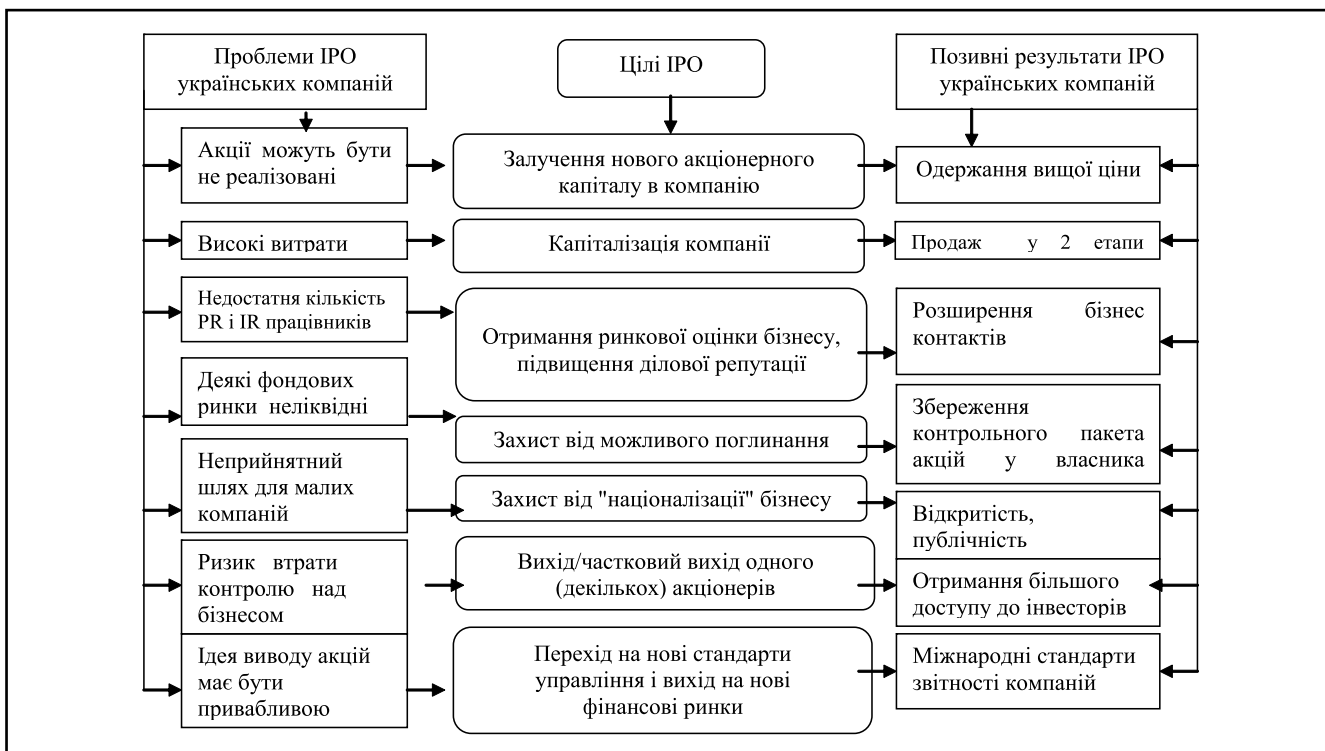 Проблеми ІРО
українських компаній
Цілі ІРО
Позивні результати ІРО
українських компаній
Акції можуть бути
не реалізовані
Залучення нового акціонерного
капіталу в компанію
Одержання вищої ціни
Високі витрати
Капіталізація компанії
Продаж у 2 етапи
Недостатня кількість
PR і IR працівників
Отримання ринкової оцінки бізнесу,
підвищення ділової репутації
Розширення бізнес
контактів
Деякі фондових
ринки неліквідні
Захист від можливого поглинання
Збереження
контрольного пакета
акцій у власника
Неприйнятний
шлях для малих
компаній
Захист від "націоналізації" бізнесу
Відкритість,
публічність
Ризик втрати
контролю над
бізнесом
Вихід/частковий вихід одного
(декількох) акціонерів
Отримання більшого
доступу до інвесторів
Ідея виводу акцій
має бути
привабливою
Перехід на нові стандарти
управління і вихід на нові
фінансові ринки
Міжнародні стандарти
звітності компаній